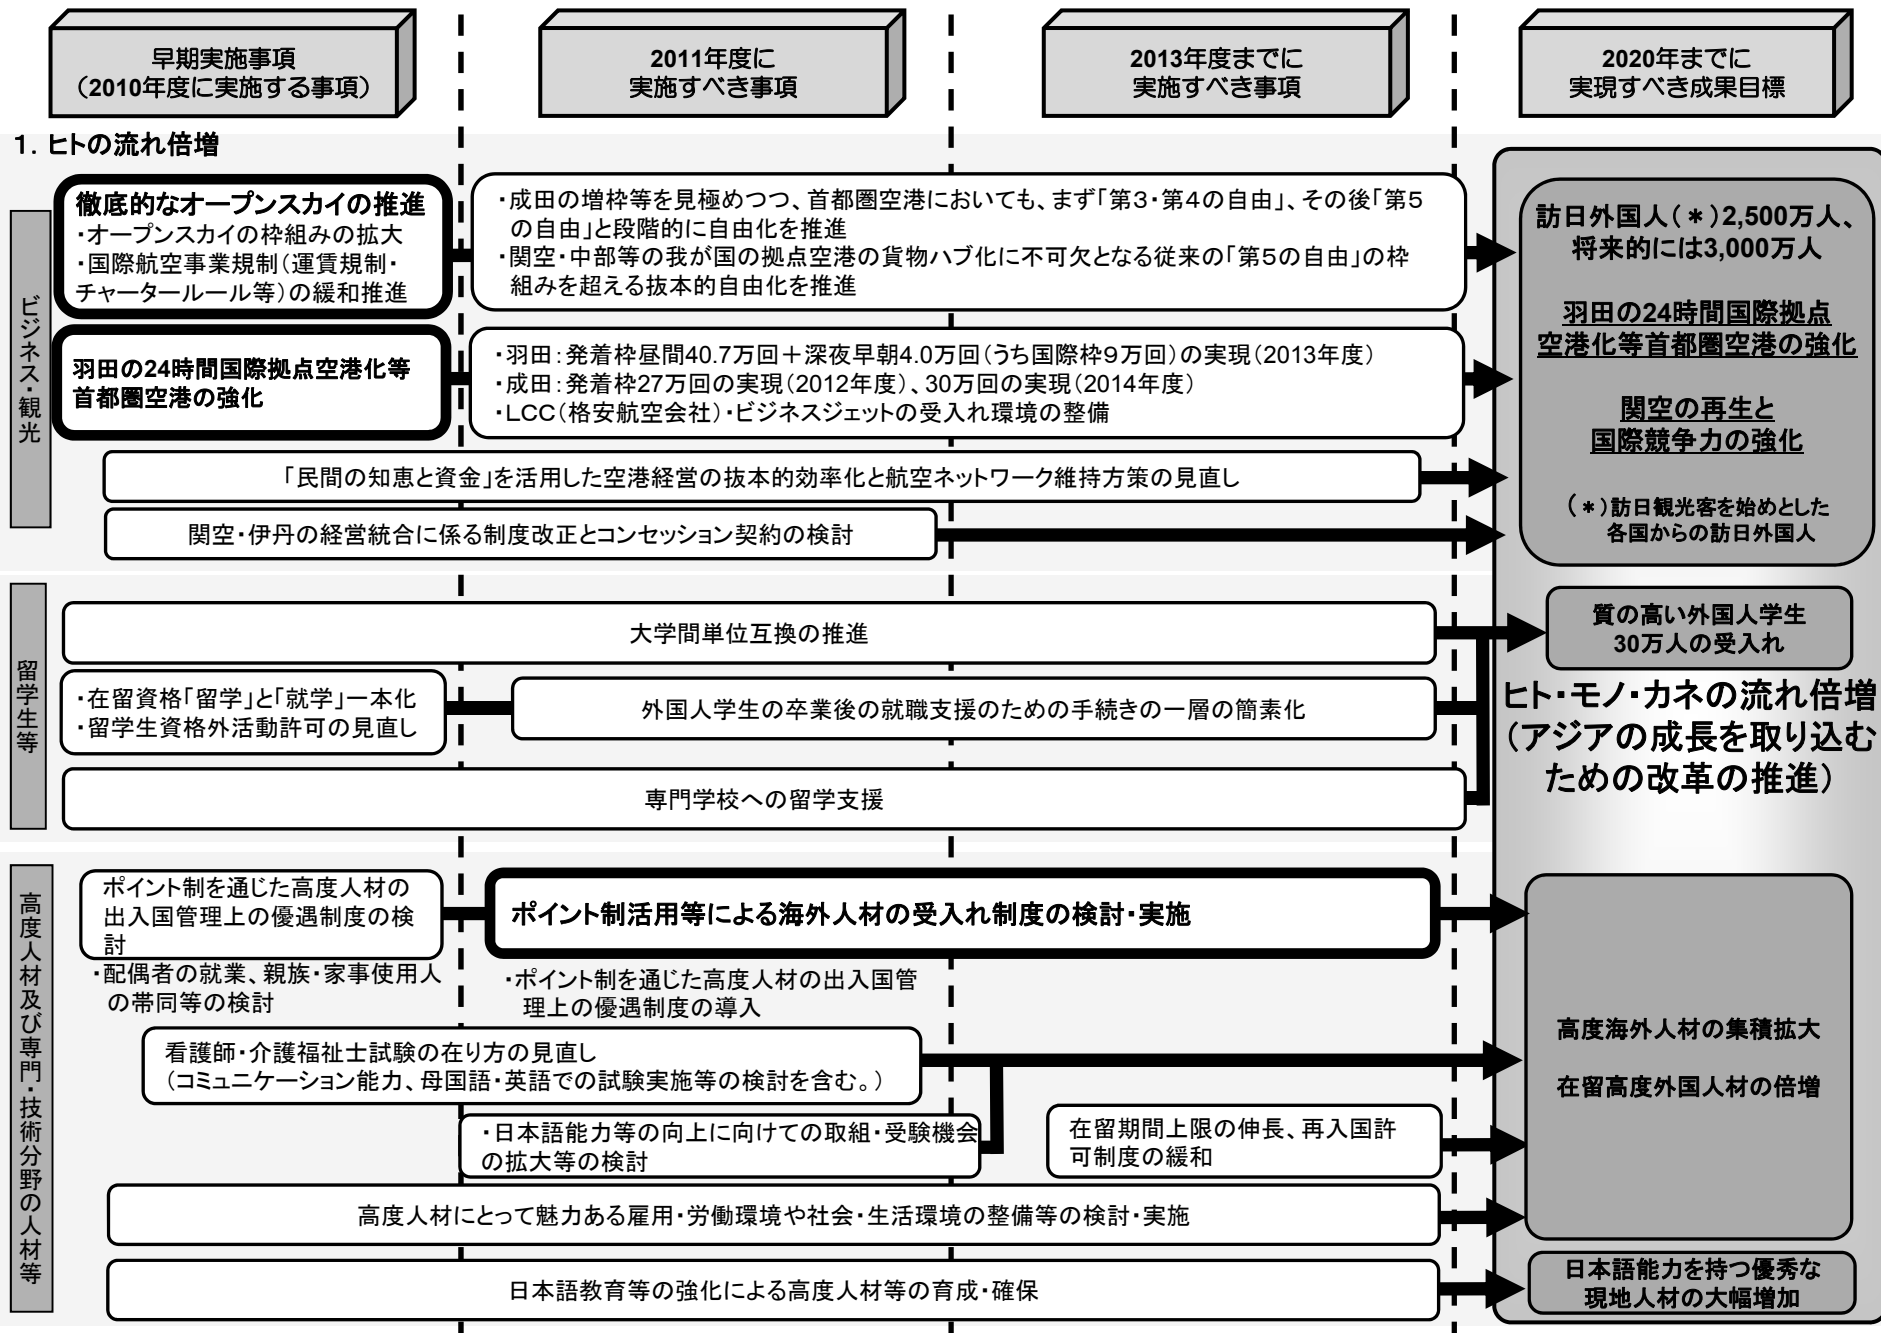 早期実施事項
（2010年度に実施する事項）
2011年度に
実施すべき事項
2013年度までに
実施すべき事項
2020年までに
実現すべき成果目標
１．ヒトの流れ倍増
ビジネス・観光
徹底的なオープンスカイの推進
・オープンスカイの枠組みの拡大
・国際航空事業規制（運賃規制・
チャータールール等）の緩和推進
・成田の増枠等を見極めつつ、首都圏空港においても、まず「第３・第４の自由」、その後「第５
の自由」と段階的に自由化を推進
・関空・中部等の我が国の拠点空港の貨物ハブ化に不可欠となる従来の「第５の自由」の枠
組みを超える抜本的自由化を推進
羽田の24時間国際拠点空港化等
首都圏空港の強化
・羽田：発着枠昼間40.7万回＋深夜早朝4.0万回（うち国際枠９万回）の実現（2013年度）
・成田：発着枠27万回の実現（2012年度）、30万回の実現（2014年度）
・LCC（格安航空会社）・ビジネスジェットの受入れ環境の整備
「民間の知恵と資金」を活用した空港経営の抜本的効率化と航空ネットワーク維持方策の見直し
関空・伊丹の経営統合に係る制度改正とコンセッション契約の検討
訪日外国人（＊）2,500万人、
将来的には3,000万人
羽田の24時間国際拠点
空港化等首都圏空港の強化
関空の再生と
国際競争力の強化
（＊）訪日観光客を始めとした
各国からの訪日外国人
留学生等
大学間単位互換の推進
・在留資格「留学」と「就学」一本化
・留学生資格外活動許可の見直し
外国人学生の卒業後の就職支援のための手続きの一層の簡素化
専門学校への留学支援
質の高い外国人学生
30万人の受入れ
ヒト・モノ・カネの流れ倍増
（アジアの成長を取り込む
ための改革の推進）
高度人材及び専門・技術分野の人材等
ポイント制を通じた高度人材の
出入国管理上の優遇制度の検
討
・配偶者の就業、親族・家事使用人
の帯同等の検討
ポイント制活用等による海外人材の受入れ制度の検討・実施
・ポイント制を通じた高度人材の出入国管
理上の優遇制度の導入
看護師・介護福祉士試験の在り方の見直し
（コミュニケーション能力、母国語・英語での試験実施等の検討を含む。）
・日本語能力等の向上に向けての取組・受験機会
の拡大等の検討
在留期間上限の伸長、再入国許
可制度の緩和
高度人材にとって魅力ある雇用・労働環境や社会・生活環境の整備等の検討・実施
日本語教育等の強化による高度人材等の育成・確保
高度海外人材の集積拡大
在留高度外国人材の倍増
日本語能力を持つ優秀な
現地人材の大幅増加